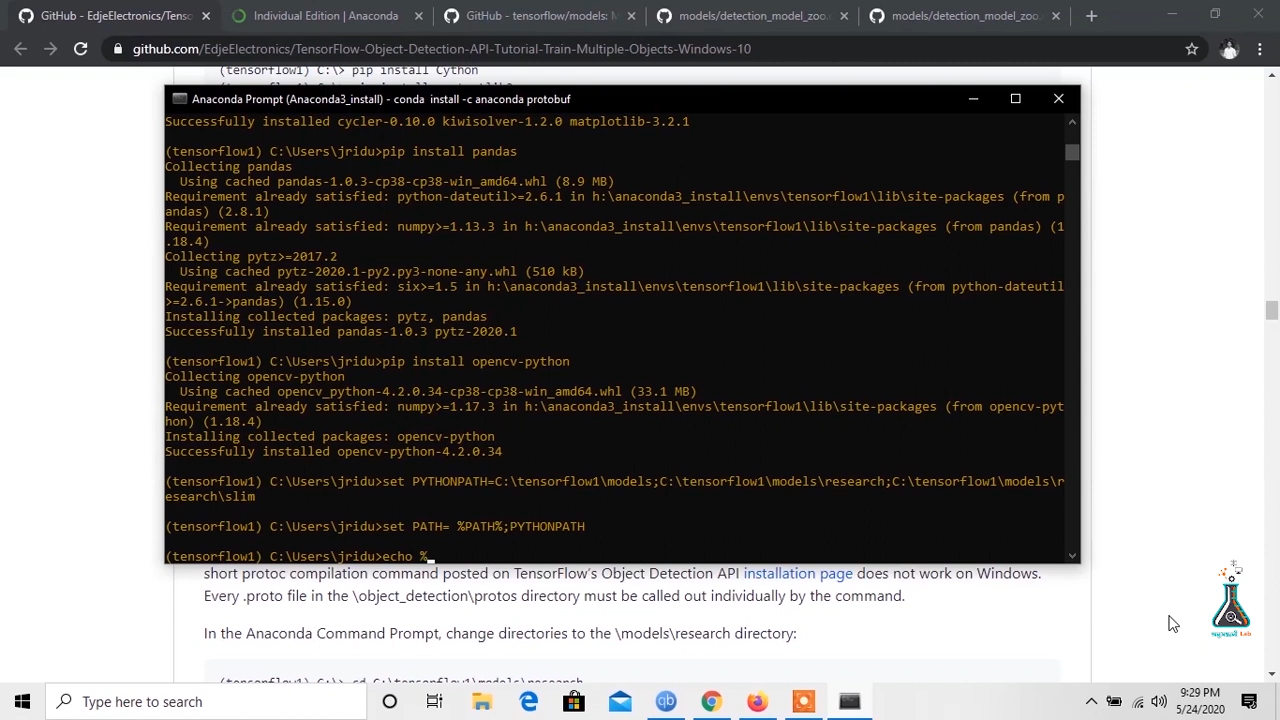 GitHub - EdjeElectronics/Tenso
Individual Edition | Anaconda
GitHub - tensorflow/models: M
models/detection_model_zoo.
models/detection_model_zoo.
github.com/EdjeElectronics/TensorFlow-Object-Detection-API-Tutorial-Train-Multiple-Objects-Windows-10
(tensorflow1) C:\> pip install Cython
Anaconda Prompt (Anaconda3_install) - conda install -c anaconda protobuf
Successfully installed cycler-0.10.0 kiwisolver-1.2.0 matplotlib-3.2.1
(tensorflow1) C:\Users\jridu>pip install pandas
Collecting pandas
Using cached pandas-1.0.3-cp38-cp38-win_amd64.whl (8.9 MB)
Requirement already satisfied: python-dateutil>=2.6.1 in h:\anaconda3_install\envs\tensorflow1\lib\site-packages (from p
andas) (2.8.1)
Requirement already satisfied: numpy>=1.13.3 in h:\anaconda3_install\envs\tensorflow1\lib\site-packages (from pandas) (1
.18.4)
Collecting pytz>=2017.2
Using cached pytz-2020.1-py2.py3-none-any.whl (510 kB)
Requirement already satisfied: six>=1.5 in h:\anaconda3_install\envs\tensorflow1\lib\site-packages (from python-dateutil
>=2.6.1->pandas) (1.15.0)
Installing collected packages: pytz, pandas
Successfully installed pandas-1.0.3 pytz-2020.1
(tensorflow1) C:\Users\jridu>pip install opencv-python
Collecting opencv-python
Using cached opencv_python-4.2.0.34-cp38-cp38-win_amd64.whl (33.1 MB)
Requirement already satisfied: numpy>=1.17.3 in h:\anaconda3_install\envs\tensorflow1\lib\site-packages (from opencv-pyt
hon) (1.18.4)
Installing collected packages: opencv-python
Successfully installed opencv-python-4.2.0.34
(tensorflow1) C:\Users\jridu>set PYTHONPATH=C:\tensorflow1\models;C:\tensorflow1\models\research;C:\tensorflow1\models\r
esearch\slim
(tensorflow1) C:\Users\jridu>set PATH= %PATH%;PYTHONPATH
(tensorflow1) C:\Users\jridu>echo %_
short protoc compilation command posted on TensorFlow's Object Detection API installation page does not work on Windows.
Every .proto file in the \object_detection\protos directory must be called out individually by the command.
In the Anaconda Command Prompt, change directories to the \models\research directory:
(tensorflow1) C:\> cd C:\tensorflow1\models\research
Lab
Type here to search
9:29 PM
5/24/2020